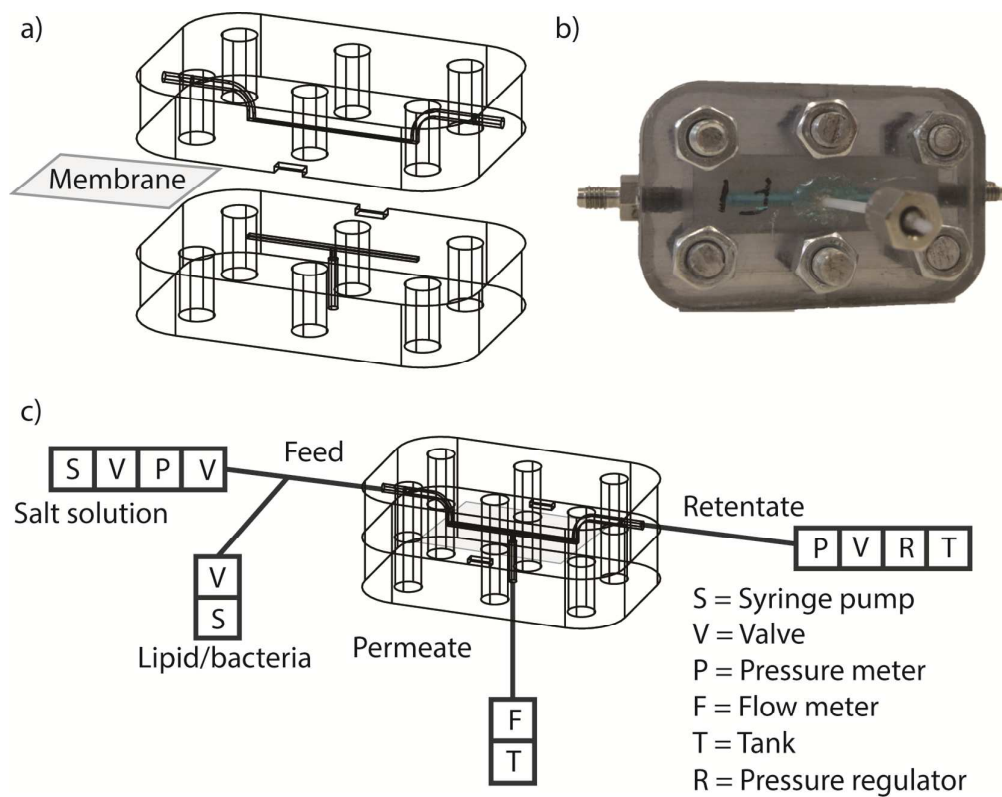 a)
b)
Membrane
c)
S V P V
Feed
Salt solution
V
S
Lipid/bacteria
Permeate
F
T
Retentate
P V R T
S = Syringe pump
V = Valve
P = Pressure meter
F = Flow meter
T = Tank
R = Pressure regulator